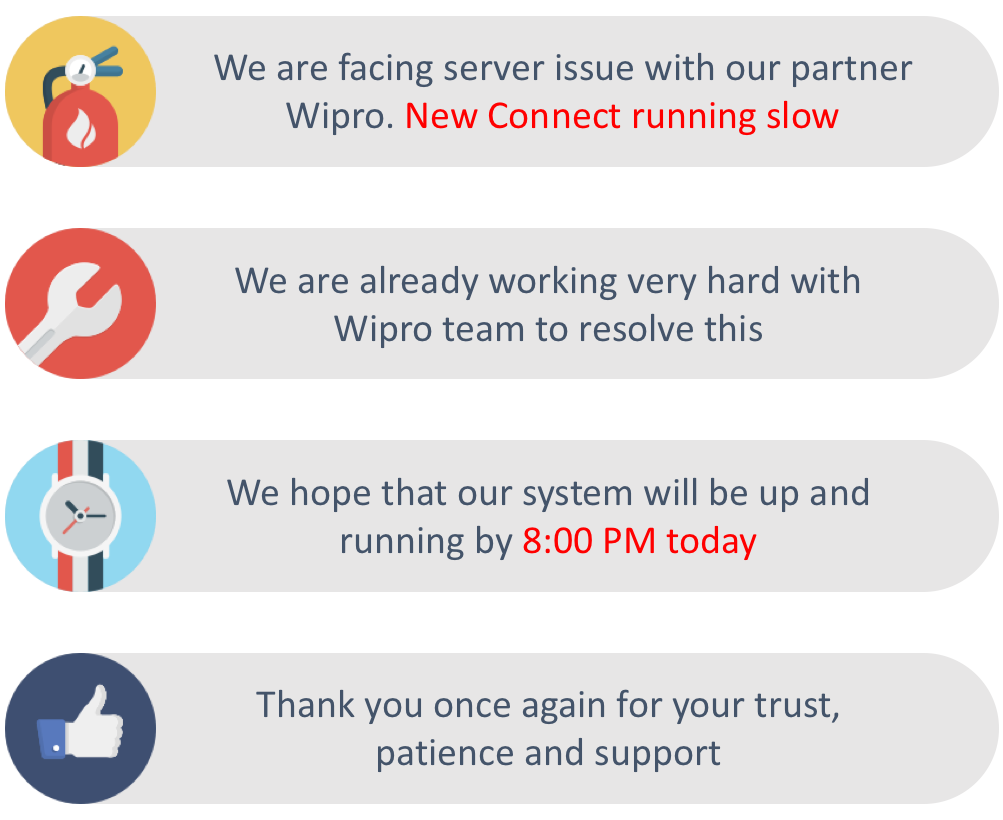 We are facing server issue with our partner
Wipro. New Connect running slow
We are already working very hard with
Wipro team to resolve this
We hope that our system will be up and
running by 8:00 PM today
Thank you once again for your trust,
patience and support